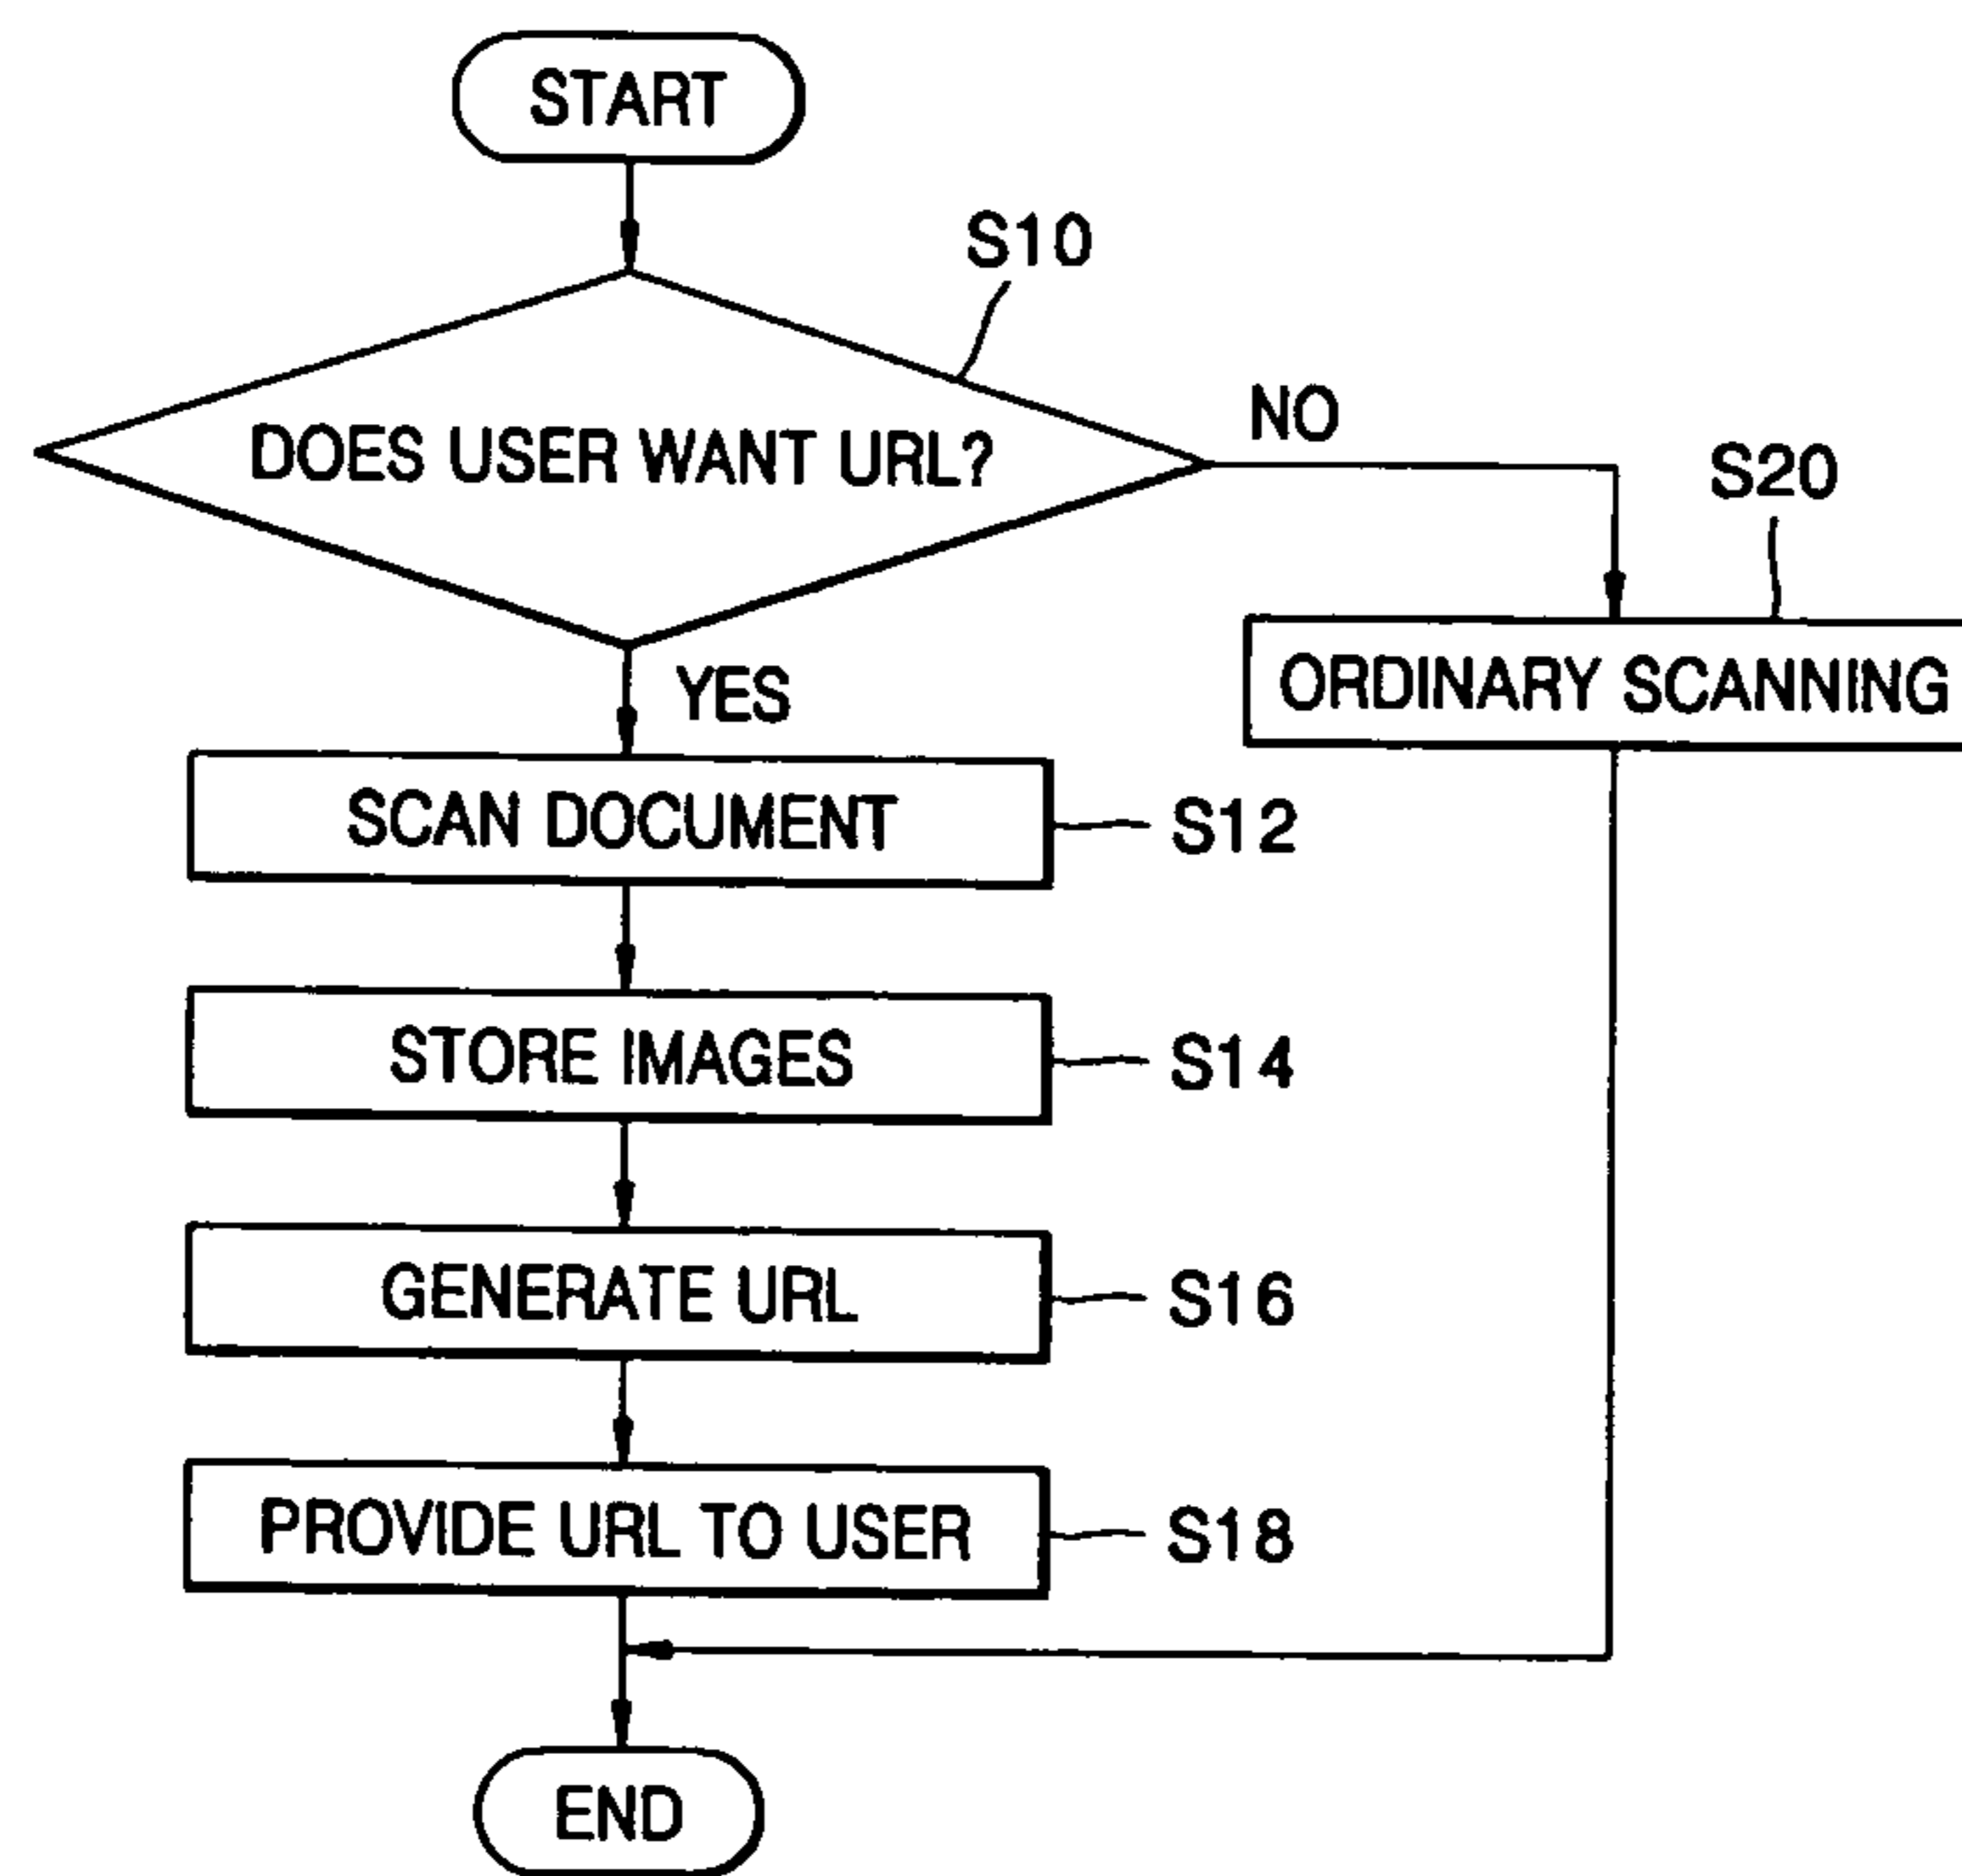 START
S10
DOES USER WANT URL?
NO
S20
YES
ORDINARY SCANNING
SCAN DOCUMENT
S12
STORE IMAGES
S14
GENERATE URL
S16
PROVIDE URL TO USER
S18
END